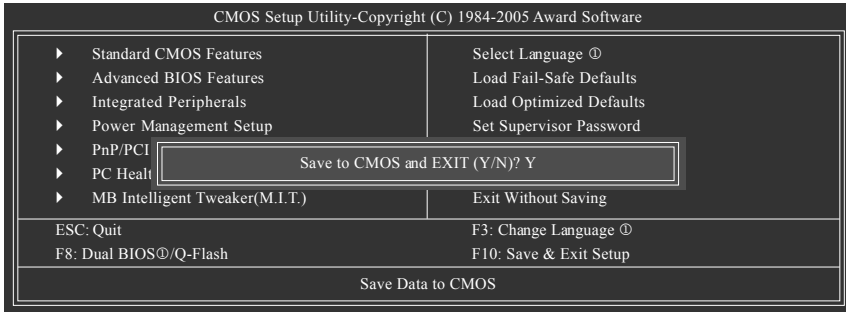 CMOS Setup Utility-Copyright (C) 1984-2005 Award Software
Standard CMOS Features
Advanced BIOS Features
Integrated Peripherals
Power Management Setup
PnP/PCI
PC Healt
MB Intelligent Tweaker(M.I.T.)
Select Language ①
Load Fail-Safe Defaults
Load Optimized Defaults
Set Supervisor Password
Exit Without Saving
Save to CMOS and EXIT (Y/N)? Y
ESC: Quit
F3: Change Language ①
F8: Dual BIOS①/Q-Flash
F10: Save & Exit Setup
Save Data to CMOS